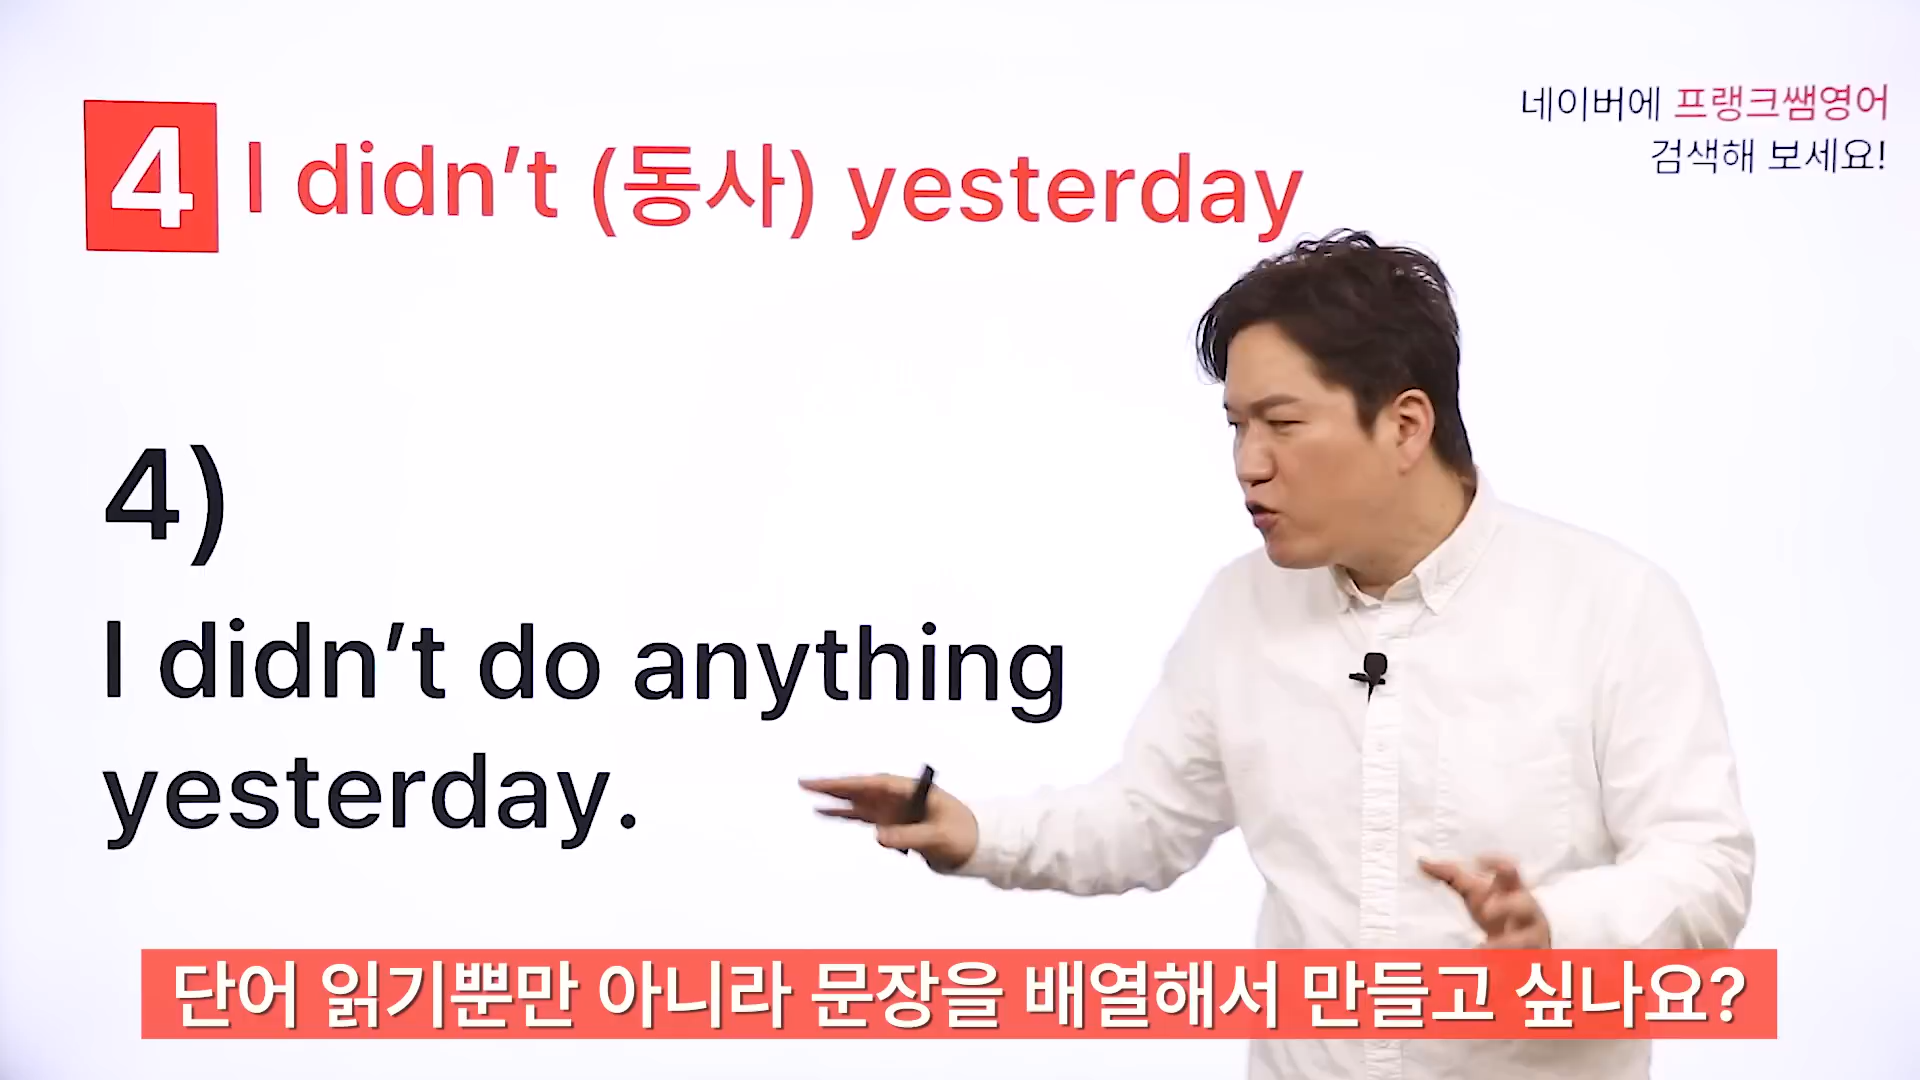 네이버에 프랭크쌤영어
검색해 보세요!
4 I didn’t (동사) yesterday
4)
I didn’t do anything
yesterday.
단어 읽기뿐만 아니라 문장을 배열해서 만들고 싶나요?